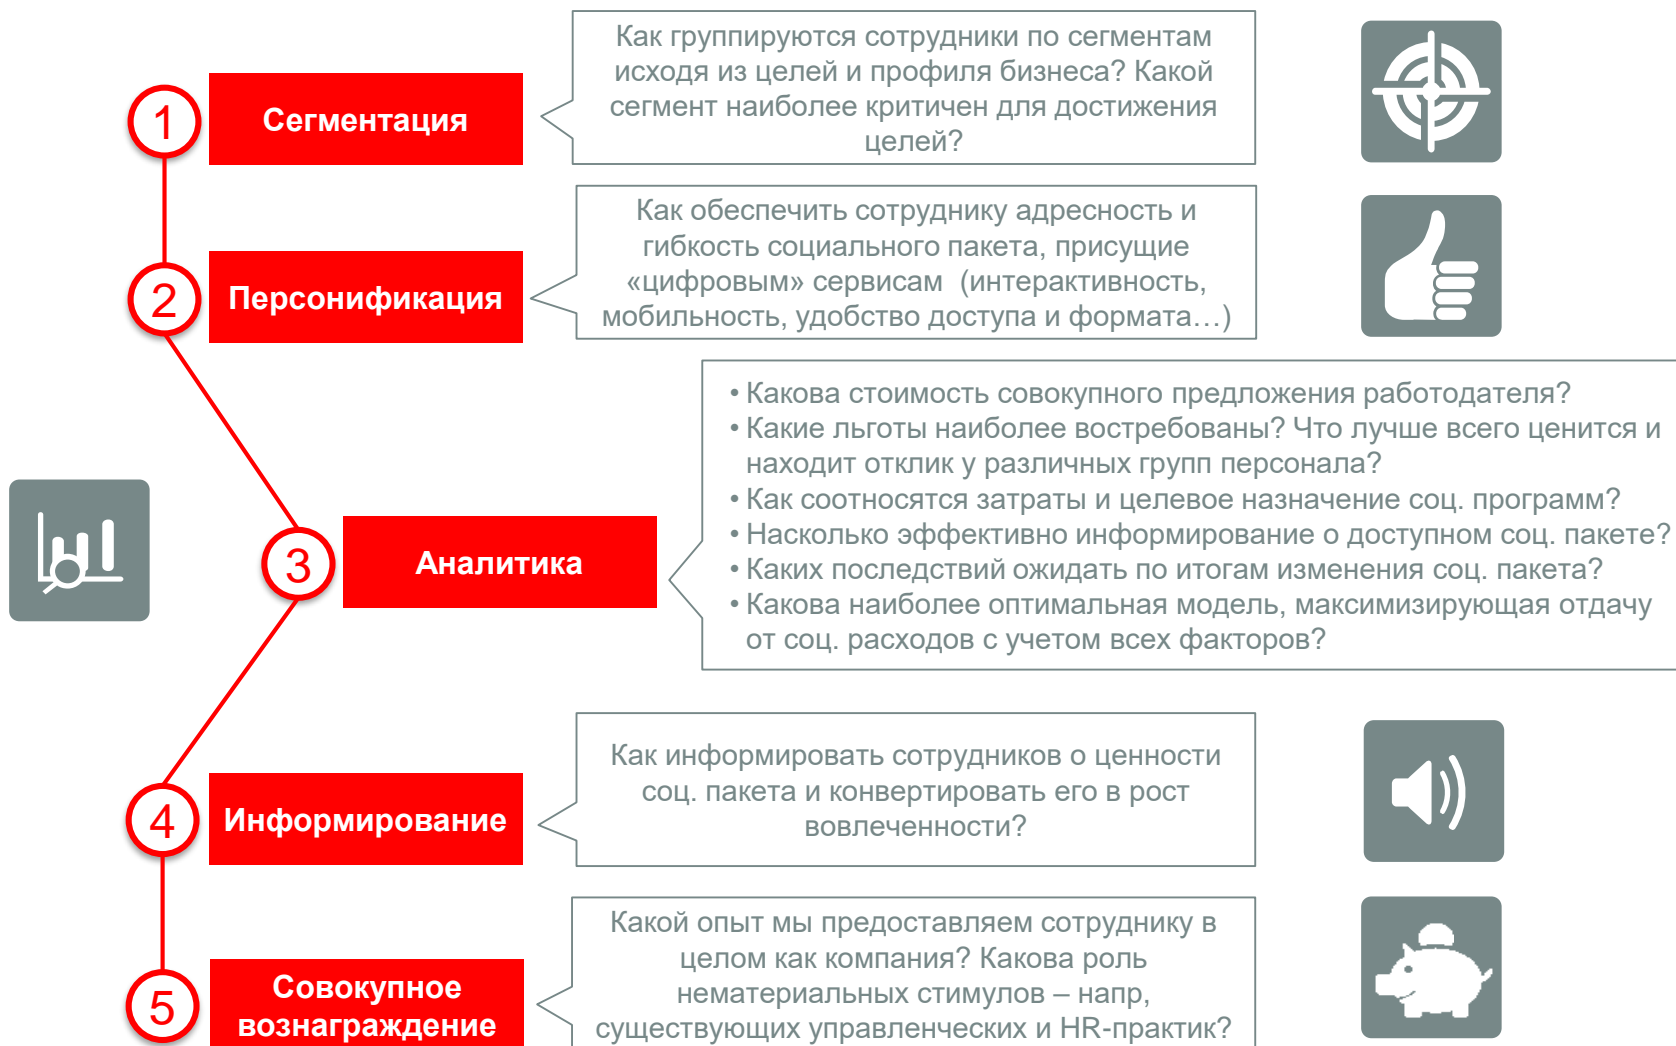 1
Сегментация
Как группируются сотрудники по сегментам
исходя из целей и профиля бизнеса? Какой
сегмент наиболее критичен для достижения
целей?
2
Персонификация
Как обеспечить сотруднику адресность и
гибкость социального пакета, присущие
«цифровым» сервисам (интерактивность,
мобильность, удобство доступа и формата…)
3
Аналитика
• Какова стоимость совокупного предложения работодателя?
• Какие льготы наиболее востребованы? Что лучше всего ценится и
находит отклик у различных групп персонала?
• Как соотносятся затраты и целевое назначение соц. программ?
• Насколько эффективно информирование о доступном соц. пакете?
• Каких последствий ожидать по итогам изменения соц. пакета?
• Какова наиболее оптимальная модель, максимизирующая отдачу
от соц. расходов с учетом всех факторов?
4
Информирование
Как информировать сотрудников о ценности
соц. пакета и конвертировать его в рост
вовлеченности?
5
Совокупное
вознаграждение
Какой опыт мы предоставляем сотруднику в
целом как компания? Какова роль
нематериальных стимулов – напр,
существующих управленческих и HR-практик?